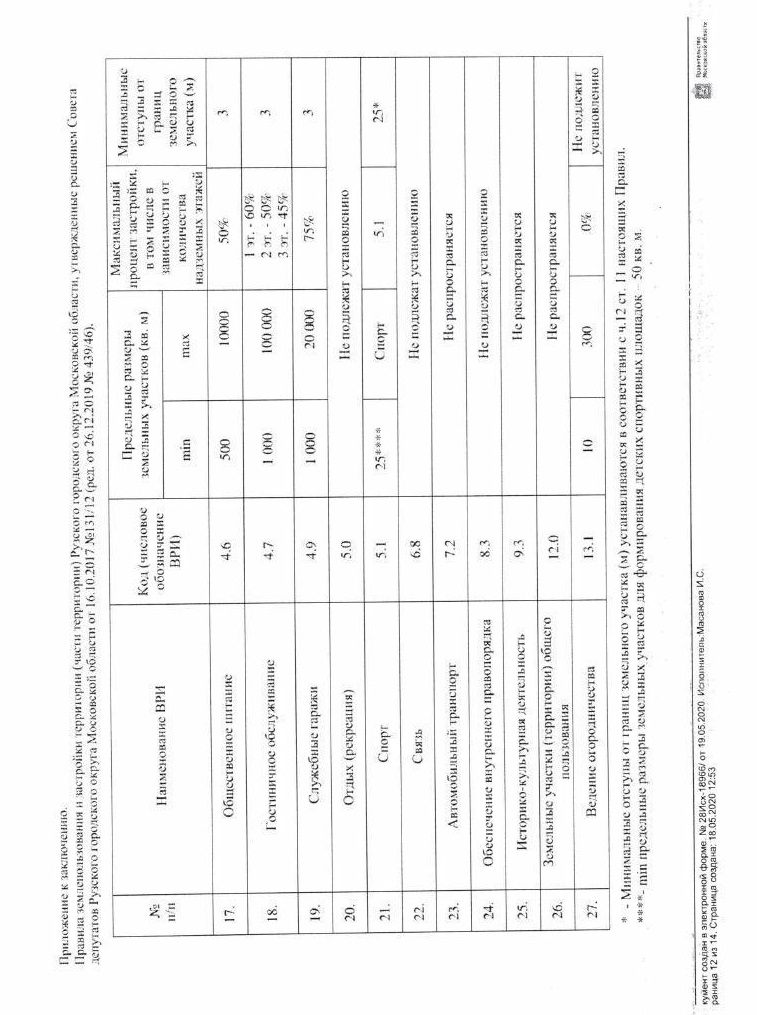 Приложение к заключению.
Правила землепользования и застройки территории (части территории) Рузского городского округа Московской области, утвержденные решением Совета
депутатов Рузского городского округа Московской области от 16.10.2017 №131/12 (ред. от 26.12.2019 № 439/46).
№ п/п | Наименование ВРИ | Код (числовое обозначение ВРИ) | Предельные размеры земельных участков (кв. м) | Максимальный процент застройки, в том числе в зависимости от количества надземных этажей | Минимальные отступы от границ земельного участка (м)
min | max
17. | Общественное питание | 4.6 | 500 | 10000 | 50% | 3
18. | Гостиничное обслуживание | 4.7 | 1 000 | 100 000 | 1 эт. - 60% 2 эт. - 50% 3 эт. - 45% | 3
19. | Служебные гаражи | 4.9 | 1 000 | 20 000 | 75% | 3
20. | Отдых (рекреация) | 5.0 | Не подлежат установлению
21. | Спорт | 5.1 | 25**** | Спорт | 5.1 | 25*
22. | Связь | 6.8 | Не подлежат установлению
23. | Автомобильный транспорт | 7.2 | Не распространяется
24. | Обеспечение внутреннего правопорядка | 8.3 | Не подлежат установлению
25. | Историко-культурная деятельность | 9.3 | Не распространяется
26. | Земельные участки (территории) общего пользования | 12.0 | Не распространяется
27. | Ведение огородничества | 13.1 | 10 | 300 | 0% | Не подлежит установлению
* - Минимальные отступы от границ земельного участка (м) устанавливаются в соответствии с ч.12 ст. 11 настоящих Правил.
****- min предельные размеры земельных участков для формирования детских спортивных площадок – 50 кв. м.
кумент создан в электронной форме. № 28Исх-18966/ от 19.05.2020. Исполнитель:Масанова И.С.
раница 12 из 14. Страница создана: 18.05.2020 12:53
Правительство
Московской области